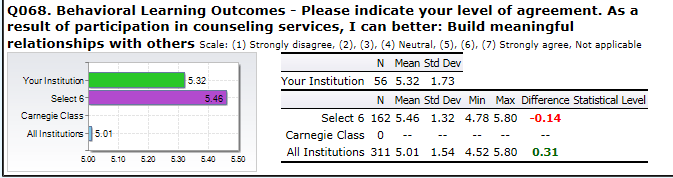 Q068. Behavioral Learning Outcomes - Please indicate your level of agreement. As a
result of participation in counseling services, I can better: Build meaningful
relationships with others Scale: (1) Strongly disagree, (2), (3), (4) Neutral, (5), (6), (7) Strongly agree, Not applicable
Your Institution 5.32
Select 6 5.46
Carnegie Class
All Institutions 5.01
5.00 5.10 5.20 5.30 5.40 5.50
N Mean Std Dev
Your Institution 56 5.32 1.73
N Mean Std Dev Min Max Difference Statistical Level
Select 6 162 5.46 1.32 4.78 5.80 -0.14
Carnegie Class 0 -- -- -- -- --
All Institutions 311 5.01 1.54 4.52 5.80 0.31